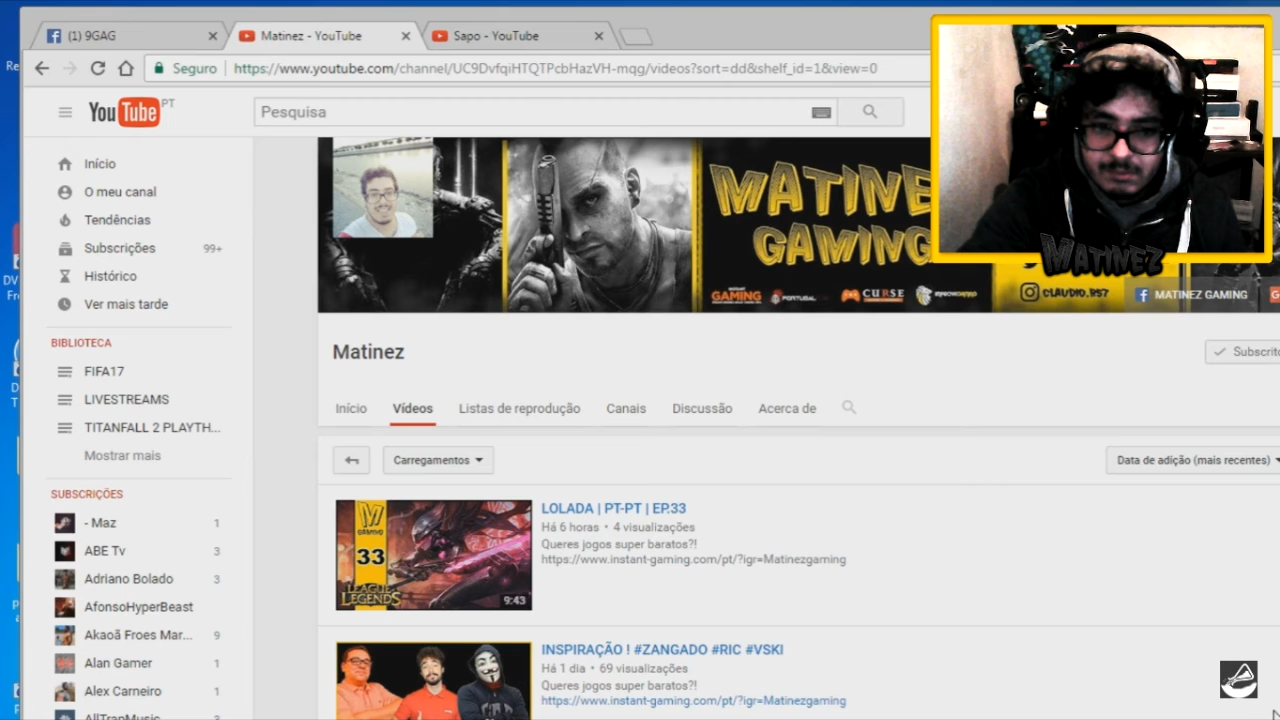 (1) 9GAG
Matinez - YouTube
Sapo - YouTube
Seguro
https://www.youtube.com/channel/UC9DvfqiHTQTPcbHazVH-mqg/videos?sort=dd&shelf_id=1&view=0
YouTube PT
Pesquisa
Início
O meu canal
Tendências
Subscrições 99+
Histórico
Ver mais tarde
BIBLIOTECA
FIFA17
LIVESTREAMS
TITANFALL 2 PLAYTH...
Mostrar mais
SUBSCRIÇÕES
- Maz 1
ABE Tv 3
Adriano Bolado 3
AfonsoHyperBeast
Akaoã Froes Mar... 9
Alan Gamer 1
Alex Carneiro 1
AllTrapMusic 3
MATINE
GAMING
MATINEZ
GAMING
CURSE
CLAUDIO.RS7
MATINEZ GAMING
Matinez
Subscrito
Início
Vídeos
Listas de reprodução
Canais
Discussão
Acerca de
Carregamentos
Data de adição (mais recentes)
M
GAMING
33
LEAGUE
LEGENDS
9:43
LOLADA | PT-PT | EP.33
Há 6 horas • 4 visualizações
Queres jogos super baratos?!
https://www.instant-gaming.com/pt/?igr=Matinezgaming
INSPIRAÇÃO ! #ZANGADO #RIC #VSKI
Há 1 dia • 69 visualizações
Queres jogos super baratos?!
https://www.instant-gaming.com/pt/?igr=Matinezgaming